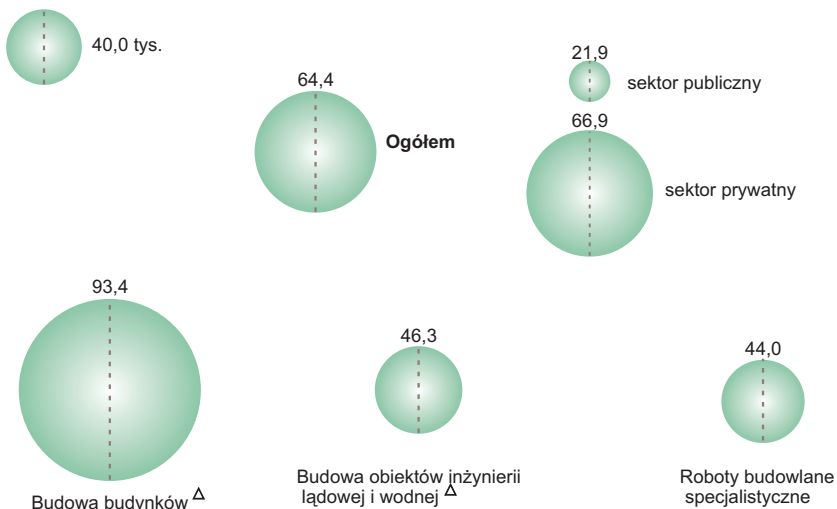 40,0 tys.
64,4
Ogółem
21,9
sektor publiczny
66,9
sektor prywatny
93,4
Budowa budynków Δ
46,3
Budowa obiektów inżynierii
lądowej i wodnej Δ
44,0
Roboty budowlane
specjalistyczne